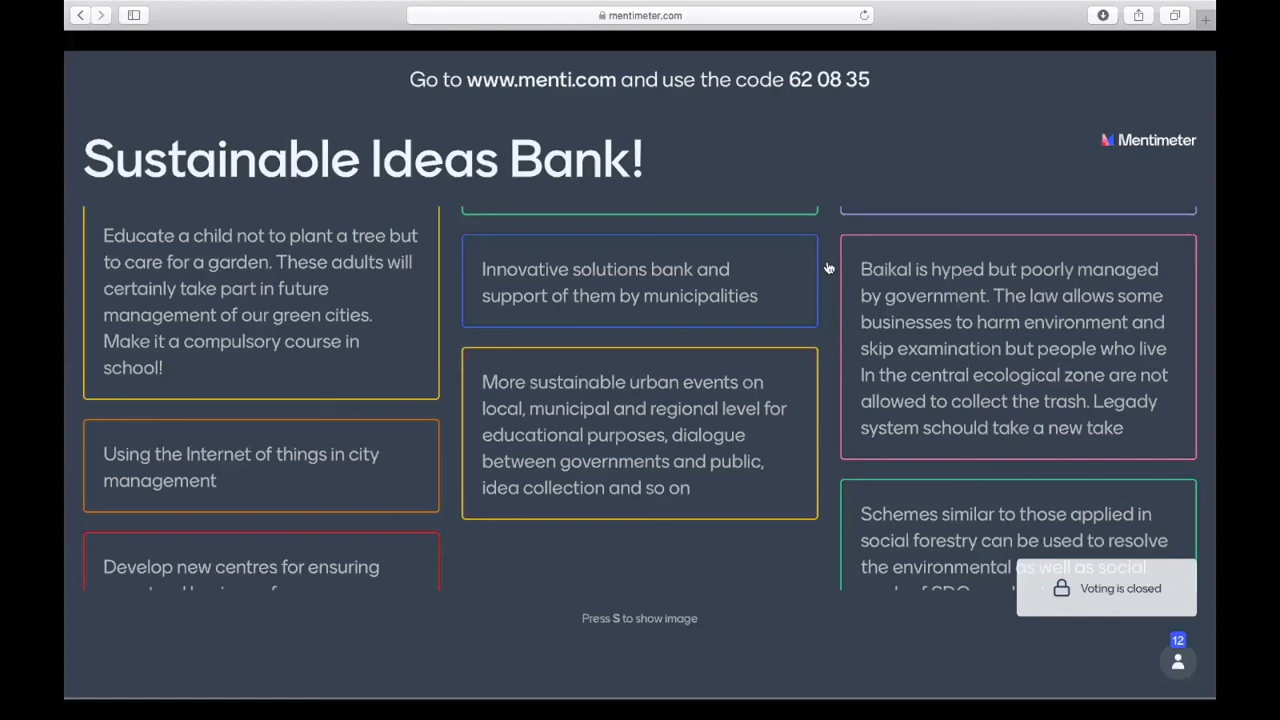 mentimeter.com
Go to www.menti.com and use the code 62 08 35
Mentimeter
Sustainable Ideas Bank!
Educate a child not to plant a tree but
to care for a garden. These adults will
certainly take part in future
management of our green cities.
Make it a compulsory course in
school!
Using the Internet of things in city
management
Develop new centres for ensuring
Innovative solutions bank and
support of them by municipalities
More sustainable urban events on
local, municipal and regional level for
educational purposes, dialogue
between governments and public,
idea collection and so on
Baikal is hyped but poorly managed
by government. The law allows some
businesses to harm environment and
skip examination but people who live
In the central ecological zone are not
allowed to collect the trash. Legady
system schould take a new take
Schemes similar to those applied in
social forestry can be used to resolve
the environmental as well as social
Voting is closed
Press S to show image
12